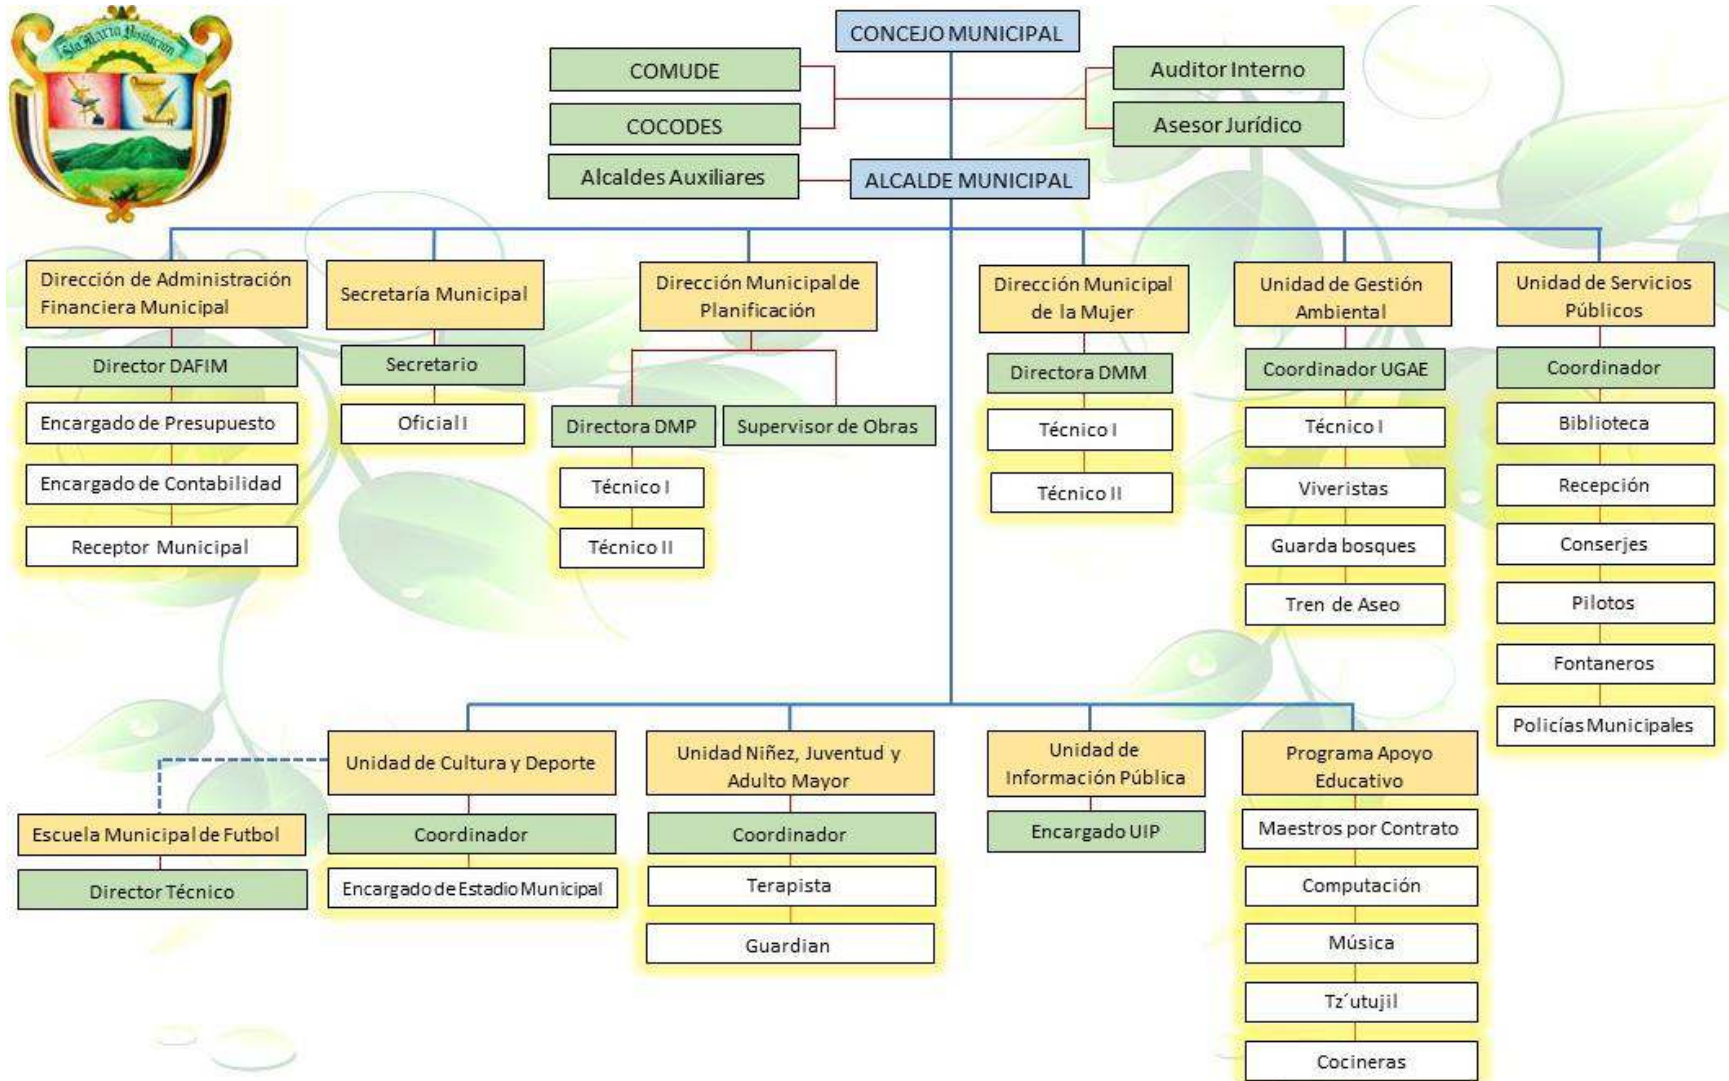 Sta. María Visitación
CONCEJO MUNICIPAL
COMUDE
Auditor Interno
COCODES
Asesor Jurídico
Alcaldes Auxiliares
ALCALDE MUNICIPAL
Dirección de Administración
Financiera Municipal
Director DAFIM
Encargado de Presupuesto
Encargado de Contabilidad
Receptor Municipal
Secretaría Municipal
Secretario
Oficial I
Dirección Municipal de
Planificación
Directora DMP
Supervisor de Obras
Técnico I
Técnico II
Dirección Municipal
de la Mujer
Directora DMM
Técnico I
Técnico II
Unidad de Gestión
Ambiental
Coordinador UGAE
Técnico I
Viveristas
Guarda bosques
Tren de Aseo
Unidad de Servicios
Públicos
Coordinador
Biblioteca
Recepción
Conserjes
Pilotos
Fontaneros
Policías Municipales
Escuela Municipal de Futbol
Director Técnico
Unidad de Cultura y Deporte
Coordinador
Encargado de Estadio Municipal
Unidad Niñez, Juventud y
Adulto Mayor
Coordinador
Terapista
Guardian
Unidad de
Información Pública
Encargado UIP
Programa Apoyo
Educativo
Maestros por Contrato
Computación
Música
Tz´utujil
Cocineras